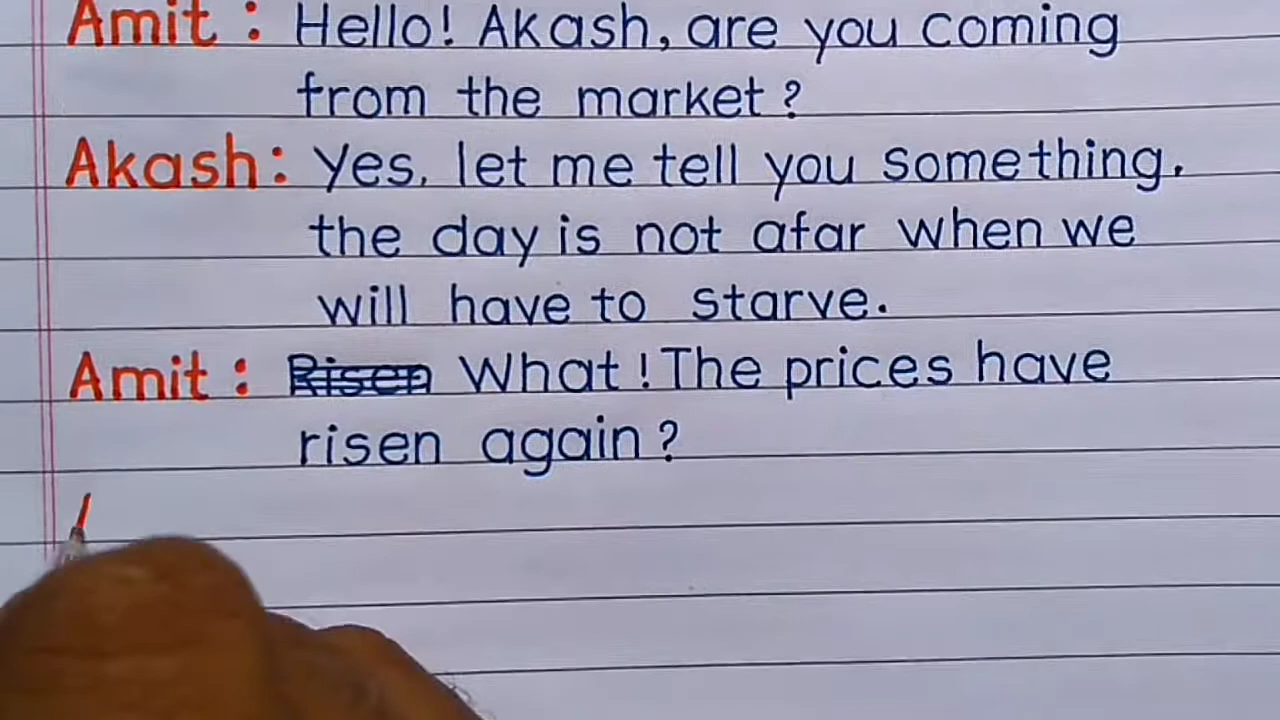 Amit : Hello! Akash, are you coming
from the market ?
Akash: Yes, let me tell you something.
the day is not afar when we
will have to starve.
Amit : Risen What ! The prices have
risen again ?